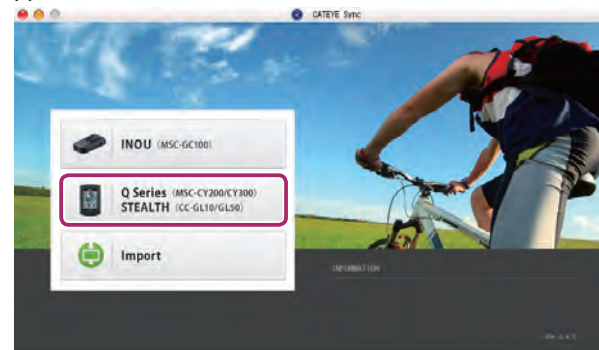 CATEYE Sync
INOU (MSC-GC100)
Q Series (MSC-CY200/CY300)
STEALTH (CC-GL10/GL50)
Import
INFORMATION